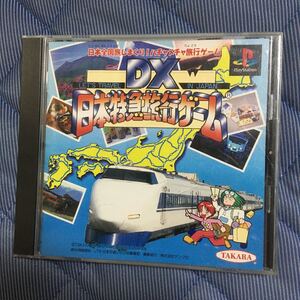 日本全国旅しまくり!ハチャメチャ旅行ゲーム
PlayStation
DX
LET'S TRAVEL IN JAPAN
日本特急旅行ゲーム
TAKARA